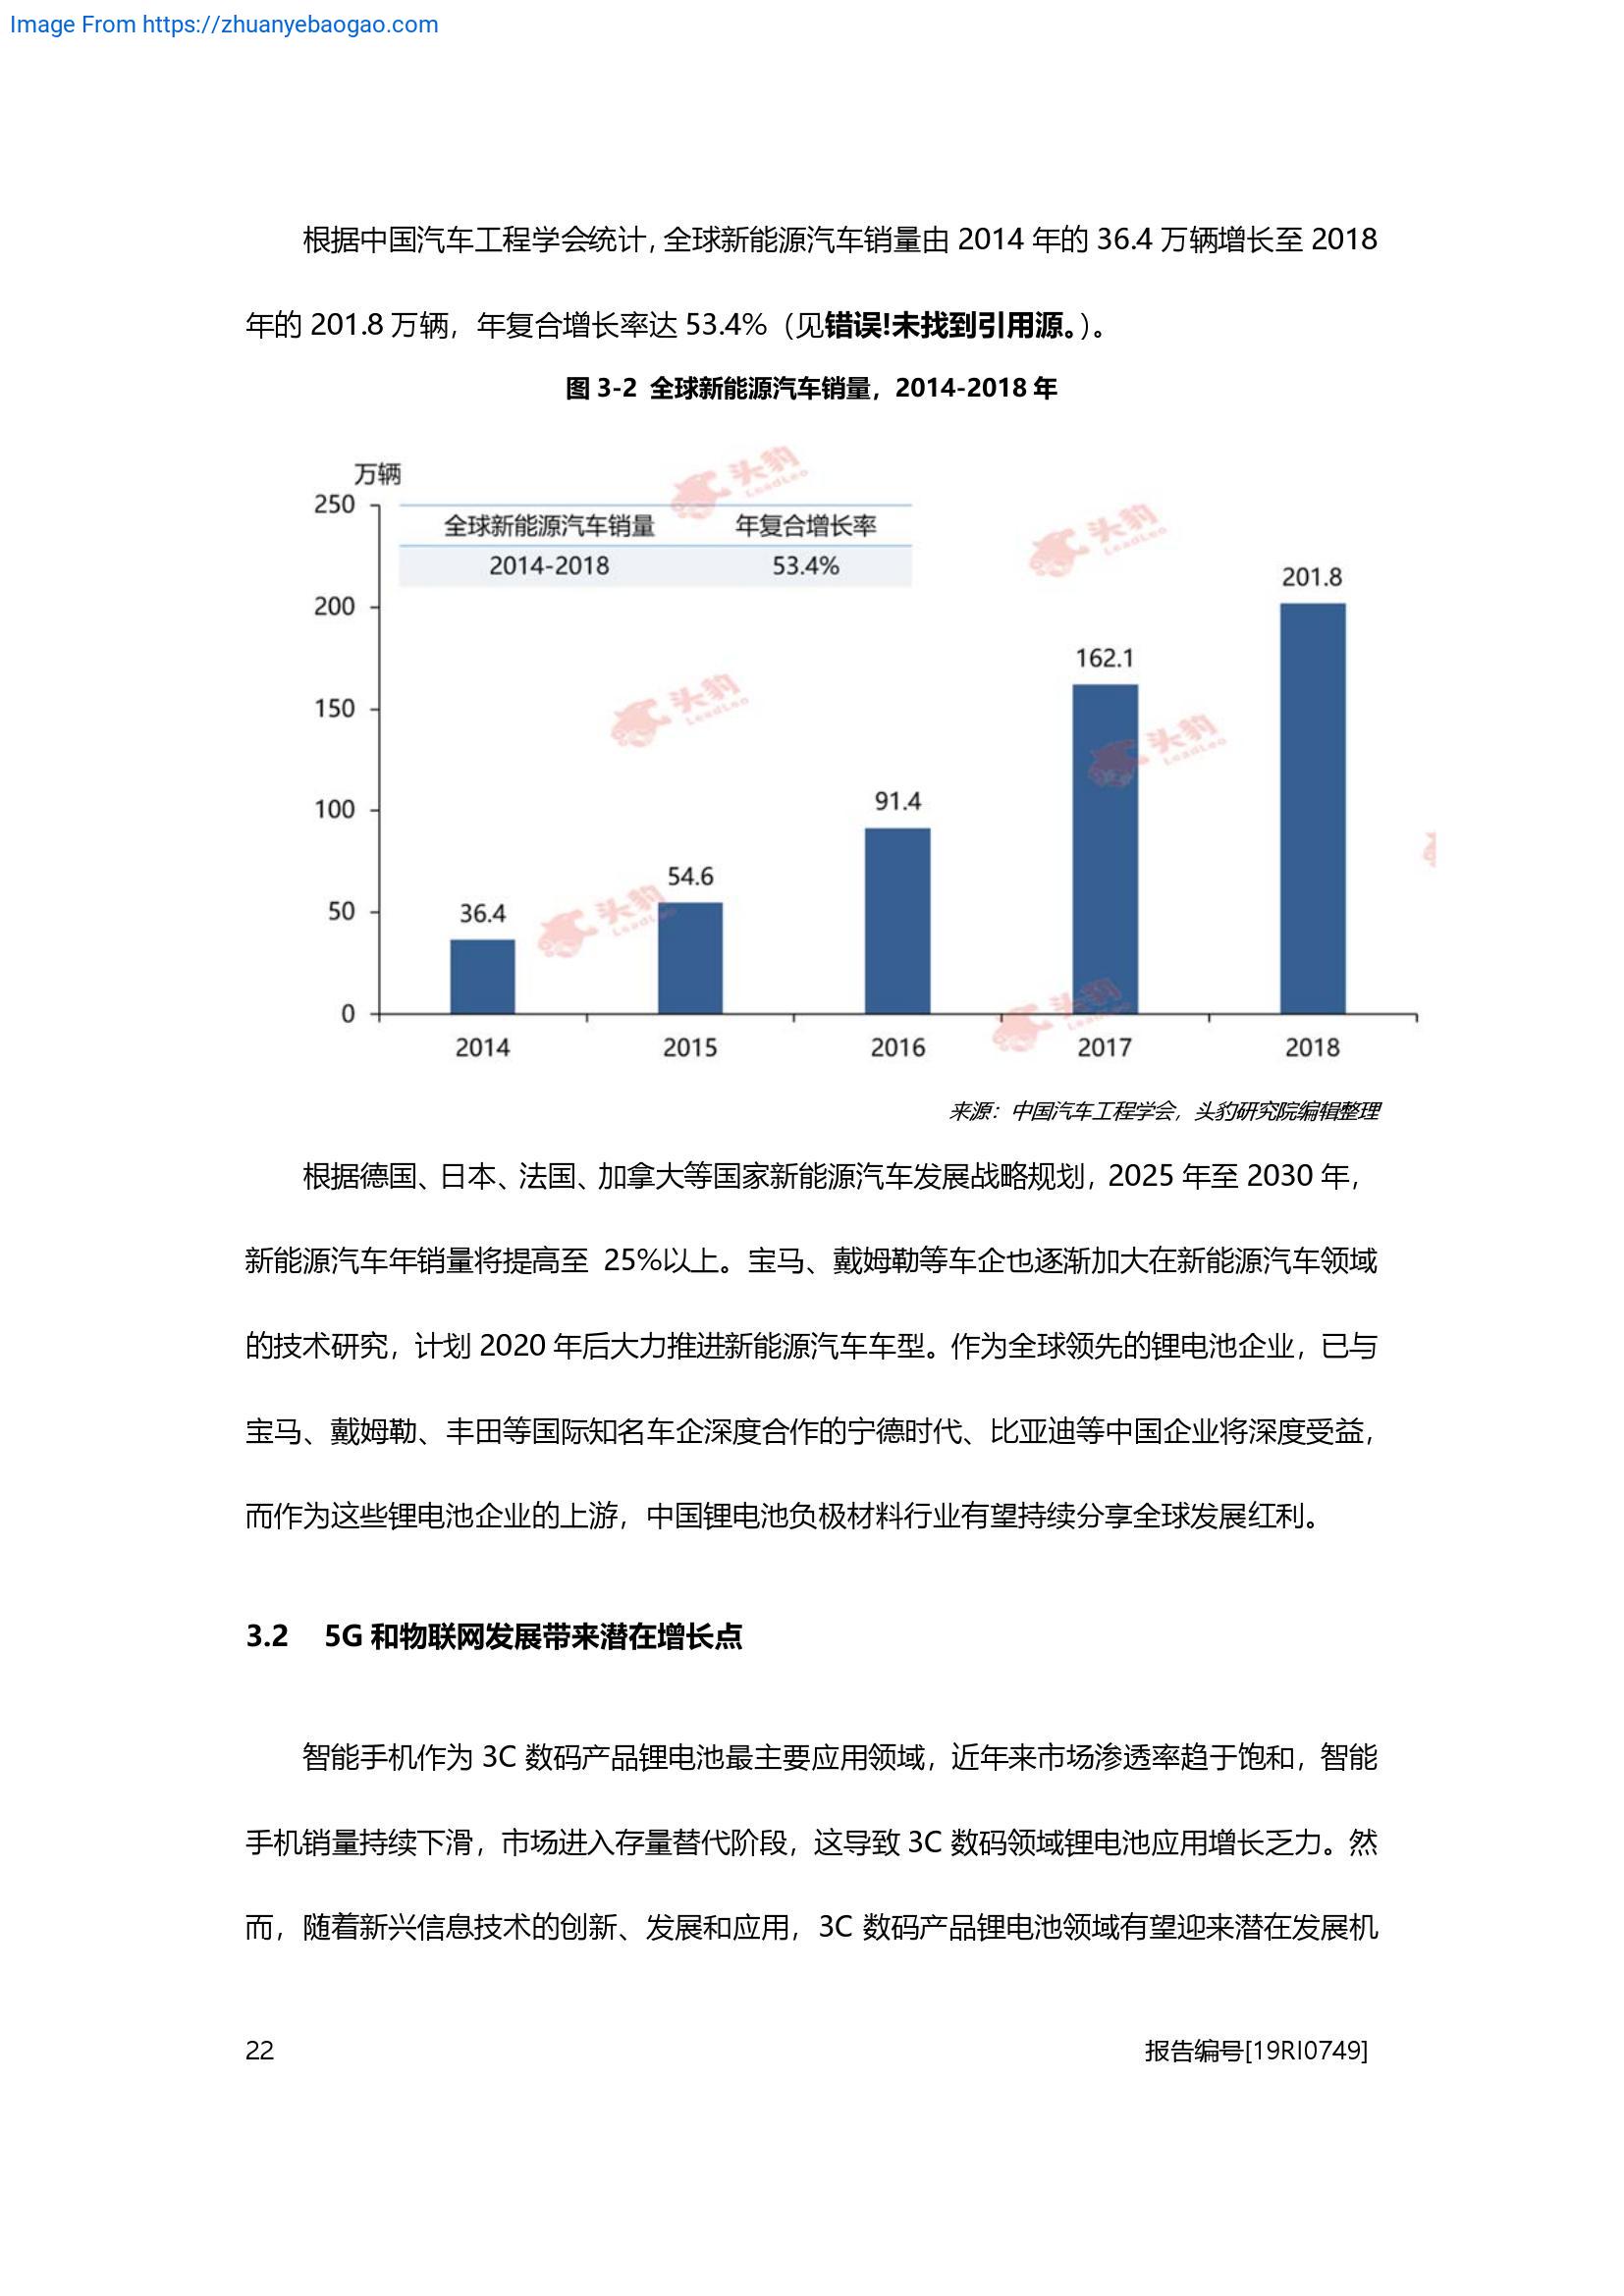 Image From https://zhuanyebaogao.com
根据中国汽车工程学会统计，全球新能源汽车销量由 2014 年的 36.4 万辆增长至 2018
年的 201.8 万辆，年复合增长率达 53.4%（见错误!未找到引用源。）。
图 3-2 全球新能源汽车销量，2014-2018 年
万辆
250
200
150
100
50
0
全球新能源汽车销量 年复合增长率
2014-2018 53.4%
36.4
54.6
91.4
162.1
201.8
2014 2015 2016 2017 2018
头豹
LeadLeo
头豹
LeadLeo
头豹
LeadLeo
头豹
LeadLeo
头豹
LeadLeo
头豹
来源：中国汽车工程学会，头豹研究院编辑整理
根据德国、日本、法国、加拿大等国家新能源汽车发展战略规划，2025 年至 2030 年，
新能源汽车年销量将提高至 25%以上。宝马、戴姆勒等车企也逐渐加大在新能源汽车领域
的技术研究，计划 2020 年后大力推进新能源汽车车型。作为全球领先的锂电池企业，已与
宝马、戴姆勒、丰田等国际知名车企深度合作的宁德时代、比亚迪等中国企业将深度受益，
而作为这些锂电池企业的上游，中国锂电池负极材料行业有望持续分享全球发展红利。
3.2 5G 和物联网发展带来潜在增长点
智能手机作为 3C 数码产品锂电池最主要应用领域，近年来市场渗透率趋于饱和，智能
手机销量持续下滑，市场进入存量替代阶段，这导致 3C 数码领域锂电池应用增长乏力。然
而，随着新兴信息技术的创新、发展和应用，3C 数码产品锂电池领域有望迎来潜在发展机
22 报告编号[19RI0749]